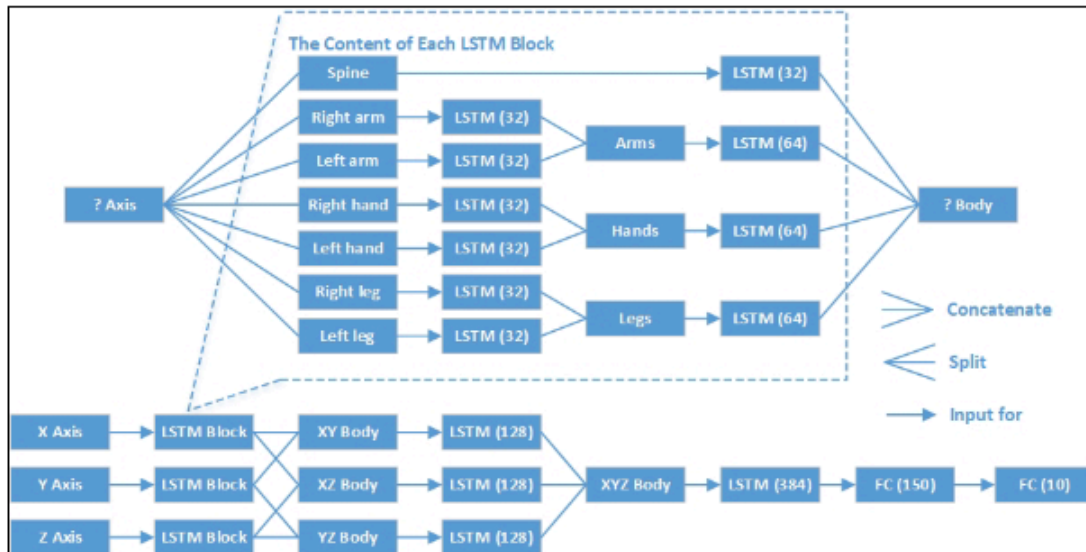 The Content of Each LSTM Block
Spine LSTM (32)
Right arm LSTM (32)
Arms LSTM (64)
Left arm LSTM (32)
? Axis Right hand LSTM (32) ? Body
Hands LSTM (64)
Left hand LSTM (32)
Right leg LSTM (32)
Concatenate
Legs LSTM (64)
Left leg LSTM (32)
Split
Input for
X Axis LSTM Block XY Body LSTM (128)
Y Axis LSTM Block XZ Body LSTM (128) XYZ Body LSTM (384) FC (150) FC (10)
Z Axis LSTM Block YZ Body LSTM (128)